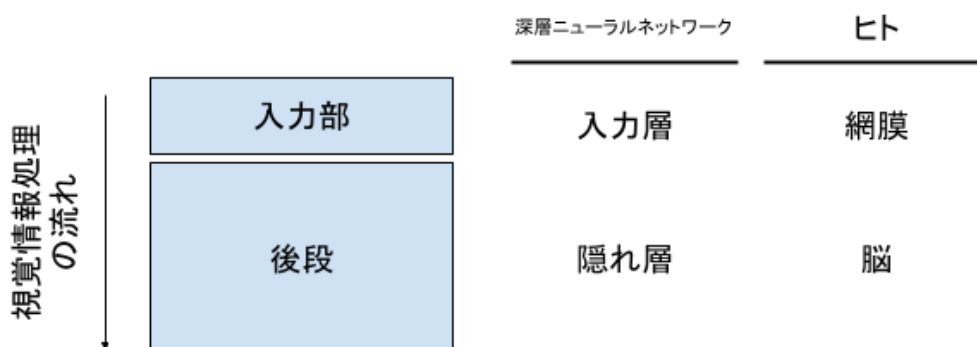 深層ニューラルネットワーク
ヒト
視覚情報処理
の流れ
入力部
入力層
網膜
後段
隠れ層
脳